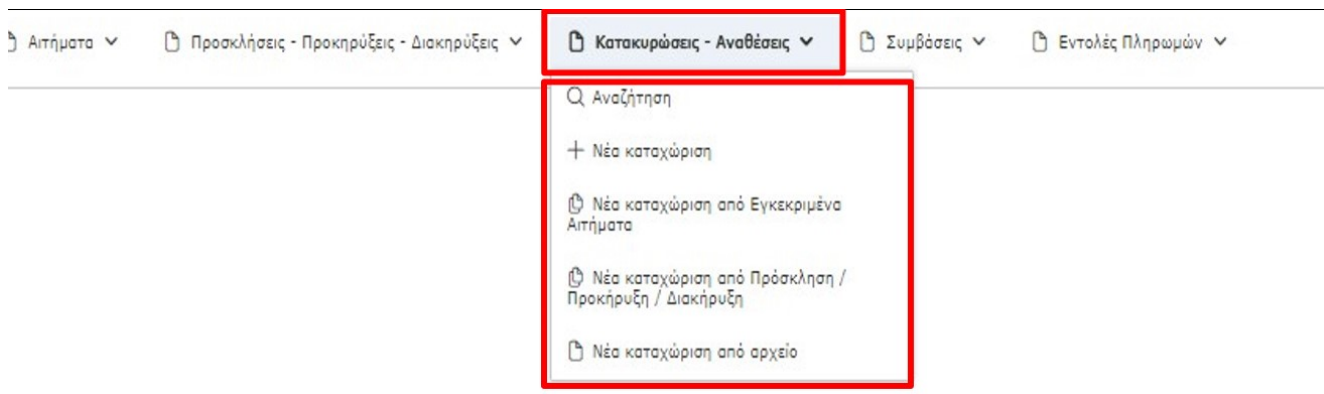 Αιτήματα
Προσκλήσεις - Προκηρύξεις - Διακηρύξεις
Κατακυρώσεις - Αναθέσεις
Συμβάσεις
Εντολές Πληρωμών
Αναζήτηση
Νέα καταχώριση
Νέα καταχώριση από Εγκεκριμένα
Αιτήματα
Νέα καταχώριση από Πρόσκληση /
Προκήρυξη / Διακήρυξη
Νέα καταχώριση από αρχείο